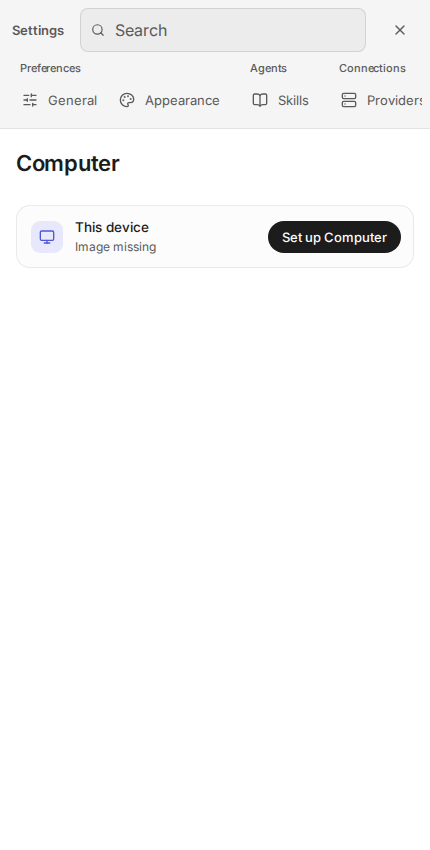 Settings
Search
Preferences
Agents
Connections
General
Appearance
Skills
Providers
Computer
This device
Image missing
Set up Computer